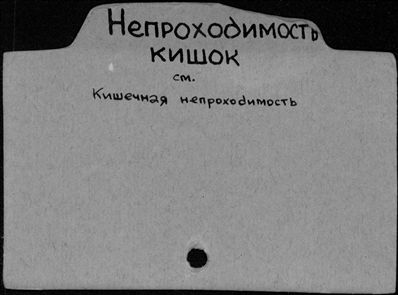 Непроходимость
кишок
см.
Кишечная непроходимость